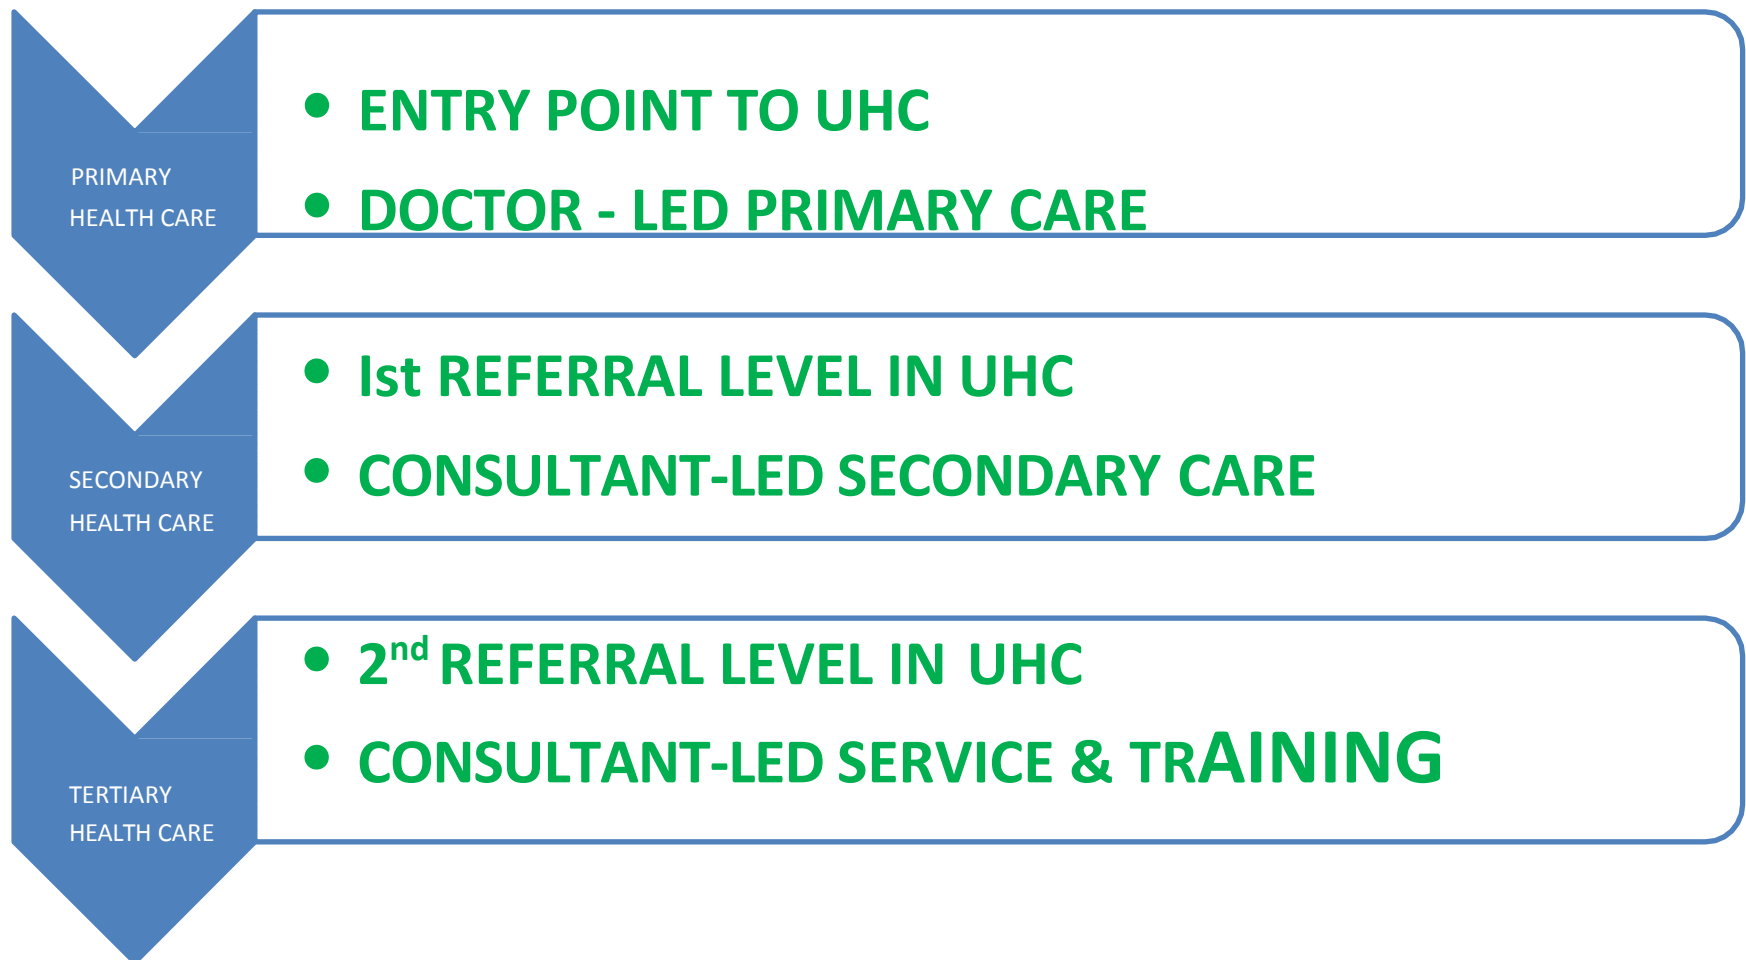 PRIMARY
HEALTH CARE
• ENTRY POINT TO UHC
• DOCTOR - LED PRIMARY CARE
SECONDARY
HEALTH CARE
• Ist REFERRAL LEVEL IN UHC
• CONSULTANT-LED SECONDARY CARE
TERTIARY
HEALTH CARE
• 2nd REFERRAL LEVEL IN UHC
• CONSULTANT-LED SERVICE & TRAINING